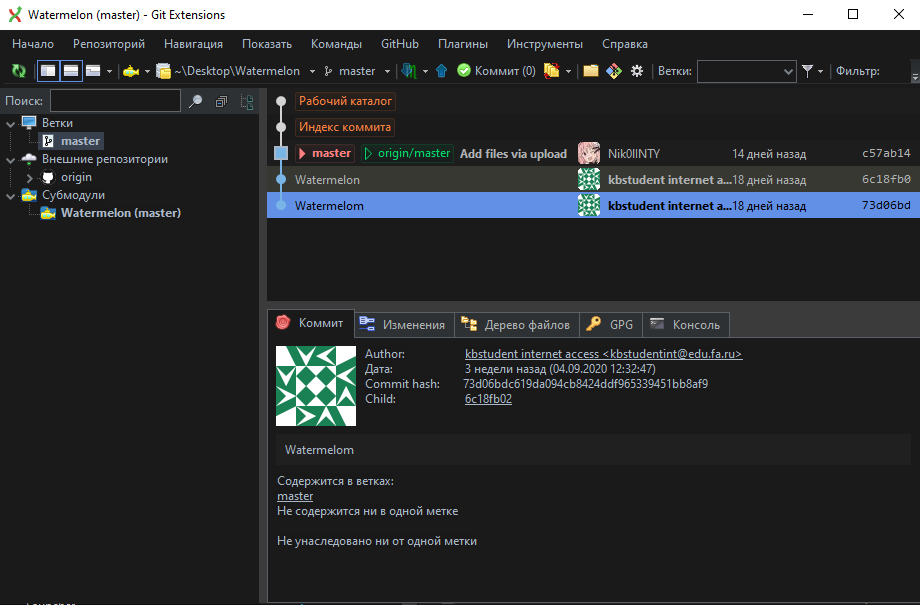 Watermelon (master) - Git Extensions
Начало Репозиторий Навигация Показать Команды GitHub Плагины Инструменты Справка
~\Desktop\Watermelon master Коммит (0) Ветки: Фильтр:
Поиск:
Ветки
master
Внешние репозитории
origin
Субмодули
Watermelon (master)
Рабочий каталог
Индекс коммита
master origin/master Add files via upload Nik0lINTY 14 дней назад c57ab14
Watermelon kbstudent internet a... 18 дней назад 6c18fb0
Watermelom kbstudent internet a... 18 дней назад 73d06bd
Коммит Изменения Дерево файлов GPG Консоль
Author: kbstudent internet access <kbstudentint@edu.fa.ru>
Дата: 3 недели назад (04.09.2020 12:32:47)
Commit hash: 73d06bdc619da094cb8424ddf965339451bb8af9
Child: 6c18fb02
Watermelom
Содержится в ветках:
master
Не содержится ни в одной метке
Не унаследовано ни от одной метки